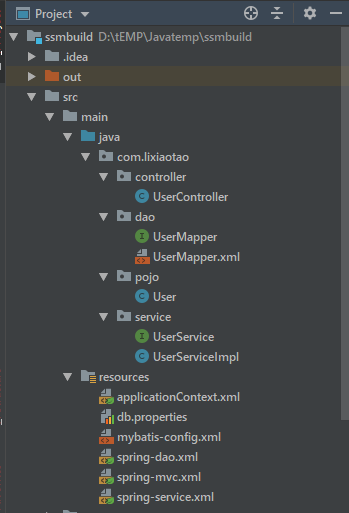 Project
ssmbuild D:\tEMP\Javatemp\ssmbuild
.idea
out
src
main
java
com.lixiaotao
controller
UserController
dao
UserMapper
UserMapper.xml
pojo
User
service
UserService
UserServiceImpl
resources
applicationContext.xml
db.properties
mybatis-config.xml
spring-dao.xml
spring-mvc.xml
spring-service.xml